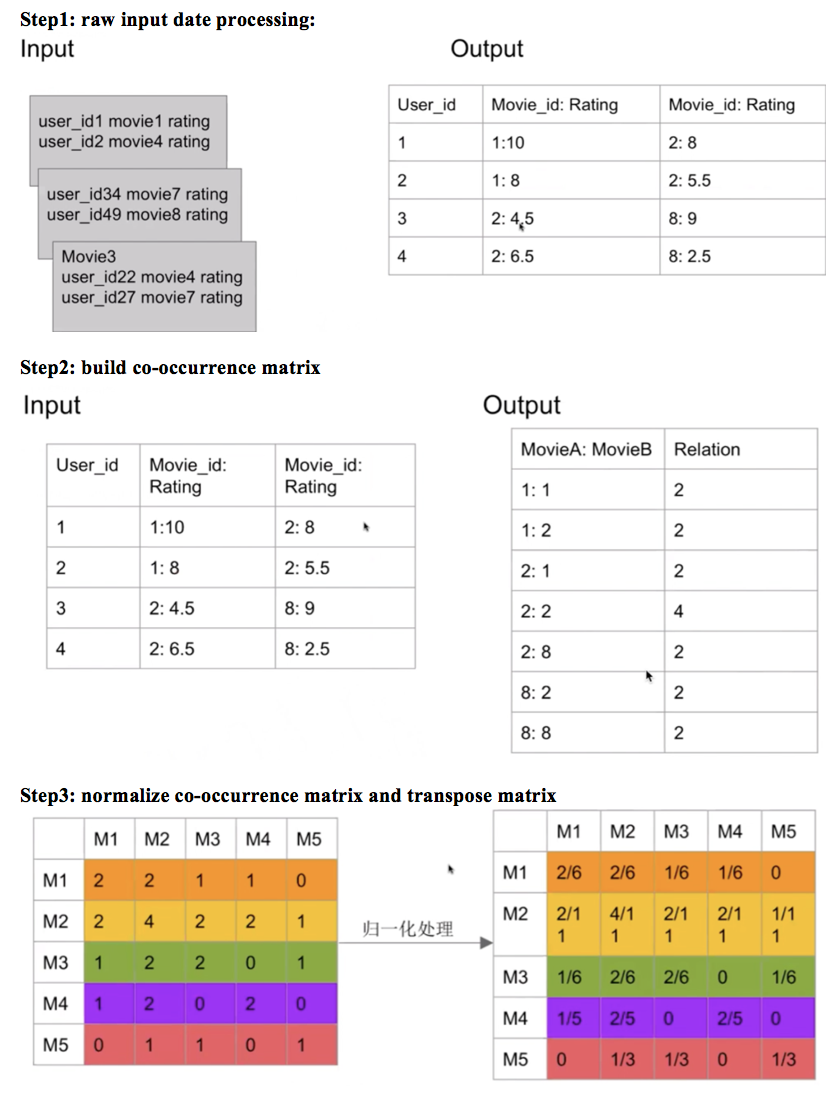 Step1: raw input date processing:
Input
Output
user_id1 movie1 rating
user_id2 movie4 rating
user_id34 movie7 rating
user_id49 movie8 rating
Movie3
user_id22 movie4 rating
user_id27 movie7 rating
User_id Movie_id: Rating Movie_id: Rating
1 1:10 2: 8
2 1: 8 2: 5.5
3 2: 4.5 8: 9
4 2: 6.5 8: 2.5
Step2: build co-occurrence matrix
Input
Output
User_id Movie_id: Movie_id:
Rating Rating
1 1:10 2: 8
2 1: 8 2: 5.5
3 2: 4.5 8: 9
4 2: 6.5 8: 2.5
MovieA: MovieB Relation
1: 1 2
1: 2 2
2: 1 2
2: 2 4
2: 8 2
8: 2 2
8: 8 2
Step3: normalize co-occurrence matrix and transpose matrix
M1 M2 M3 M4 M5
M1 2 2 1 1 0
M2 2 4 2 2 1
M3 1 2 2 0 1
M4 1 2 0 2 0
M5 0 1 1 0 1
归一化处理
M1 M2 M3 M4 M5
M1 2/6 2/6 1/6 1/6 0
M2 2/1 4/1 2/1 2/1 1/1
1 1 1 1 1
M3 1/6 2/6 2/6 0 1/6
M4 1/5 2/5 0 2/5 0
M5 0 1/3 1/3 0 1/3